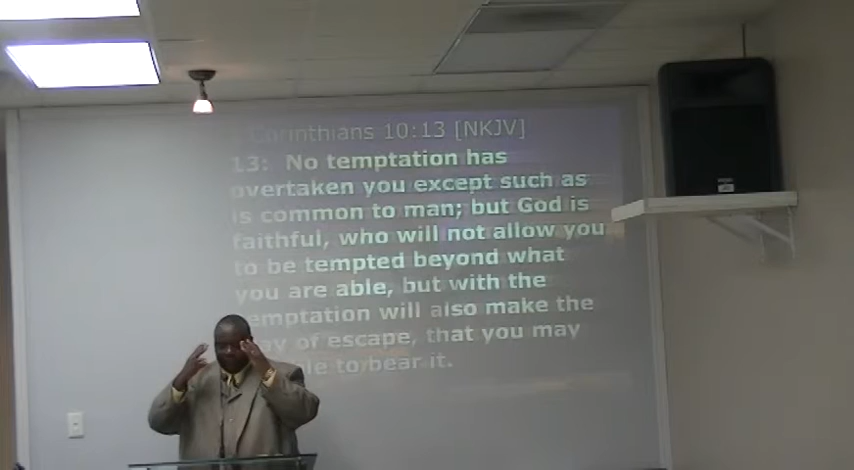 Corinthians 10:13 [NKJV]
13: No temptation has
overtaken you except such as
is common to man; but God is
faithful, who will not allow you
to be tempted beyond what
you are able, but with the
temptation will also make the
way of escape, that you may
to bear it.